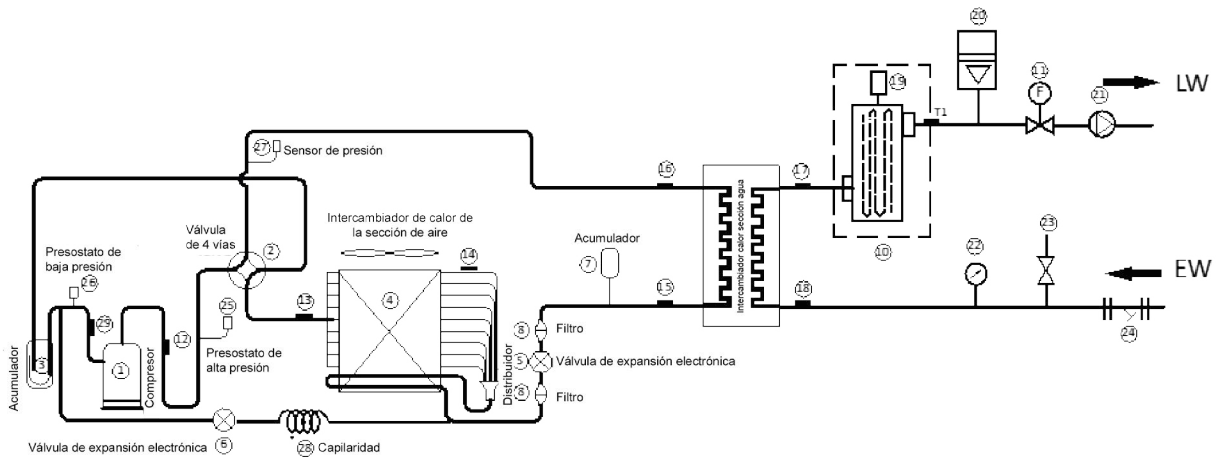 20
11
F
21
LW
19
T1
27 Sensor de presión
16
17
Intercambiador calor sección agua
10
Intercambiador de calor de
la sección de aire
Válvula
de 4 vías
2
14
Acumulador
7
22
23
EW
Presostato de
baja presión
26
25
13
4
15
18
24
29
12
8 Filtro
5 Válvula de expansión electrónica
8 Filtro
Acumulador
3
1
Compresor
Presostato de
alta presión
Distribuidor
Válvula de expansión electrónica
6
28 Capilaridad